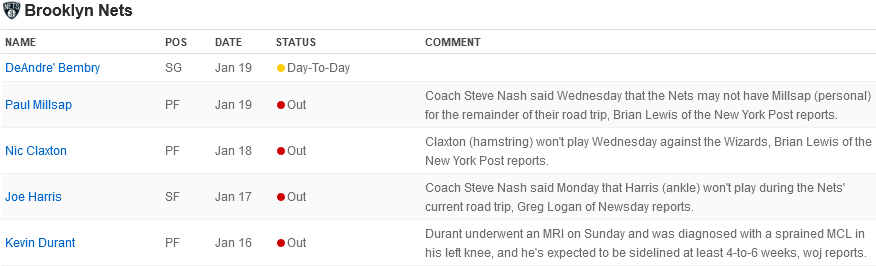 NETS
Brooklyn Nets
NAME POS DATE STATUS COMMENT
DeAndre' Bembry SG Jan 19 Day-To-Day
Paul Millsap PF Jan 19 Out Coach Steve Nash said Wednesday that the Nets may not have Millsap (personal)
for the remainder of their road trip, Brian Lewis of the New York Post reports.
Nic Claxton PF Jan 18 Out Claxton (hamstring) won't play Wednesday against the Wizards, Brian Lewis of the
New York Post reports.
Joe Harris SF Jan 17 Out Coach Steve Nash said Monday that Harris (ankle) won't play during the Nets'
current road trip, Greg Logan of Newsday reports.
Kevin Durant PF Jan 16 Out Durant underwent an MRI on Sunday and was diagnosed with a sprained MCL in
his left knee, and he's expected to be sidelined at least 4-to-6 weeks, woj reports.